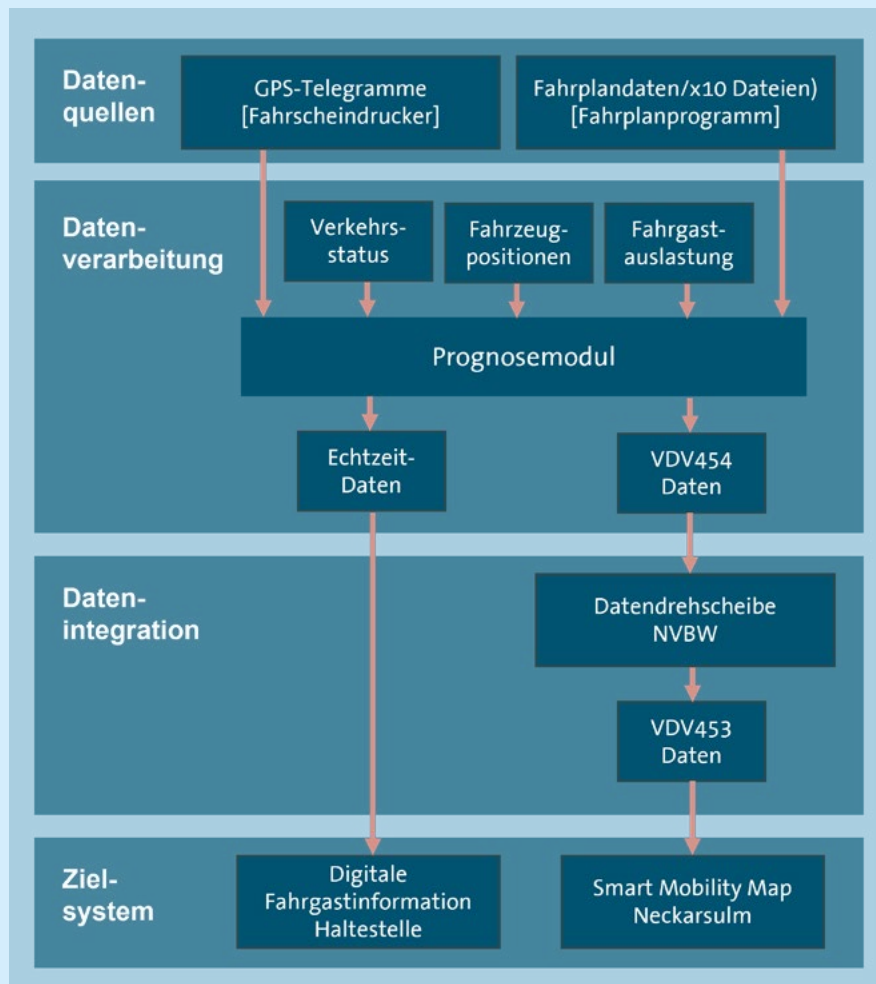 Daten-
quellen
GPS-Telegramme
[Fahrscheindrucker]
Fahrplandaten/x10 Dateien)
[Fahrplanprogramm]
Daten-
verarbeitung
Verkehrs-
status
Fahrzeug-
positionen
Fahrgast-
auslastung
Prognosemodul
Echtzeit-
Daten
VDV454
Daten
Daten-
integration
Datendrehscheibe
NVBW
VDV453
Daten
Ziel-
system
Digitale
Fahrgastinformation
Haltestelle
Smart Mobility Map
Neckarsulm